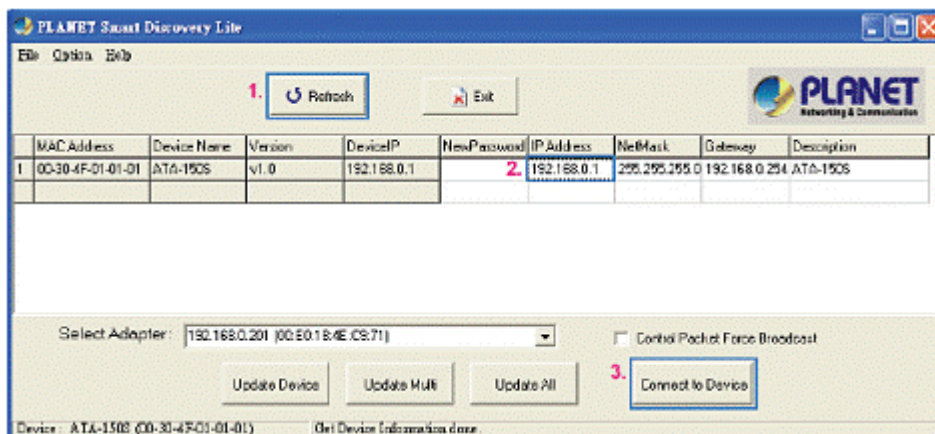 PLANET Smart Discovery Lite
File Option Help
1. Refresh Exit
PLANET
Networking & Communication
MAC Address Device Name Version DeviceIP NewPassword IP Address NetMask Gateway Description
1 00-30-4F-01-01-01 ATA-150S v1.0 192.168.0.1 2. 192.168.0.1 255.255.255.0 192.168.0.254 ATA-150S
Select Adapter: 192.168.0.201 (00:E0:18:4E:C9:71)
Control Packet Force Broadcast
Update Device Update Multi Update All 3. Connect to Device
Device : ATA-150S (00-30-4F-01-01-01) Get Device Information done.